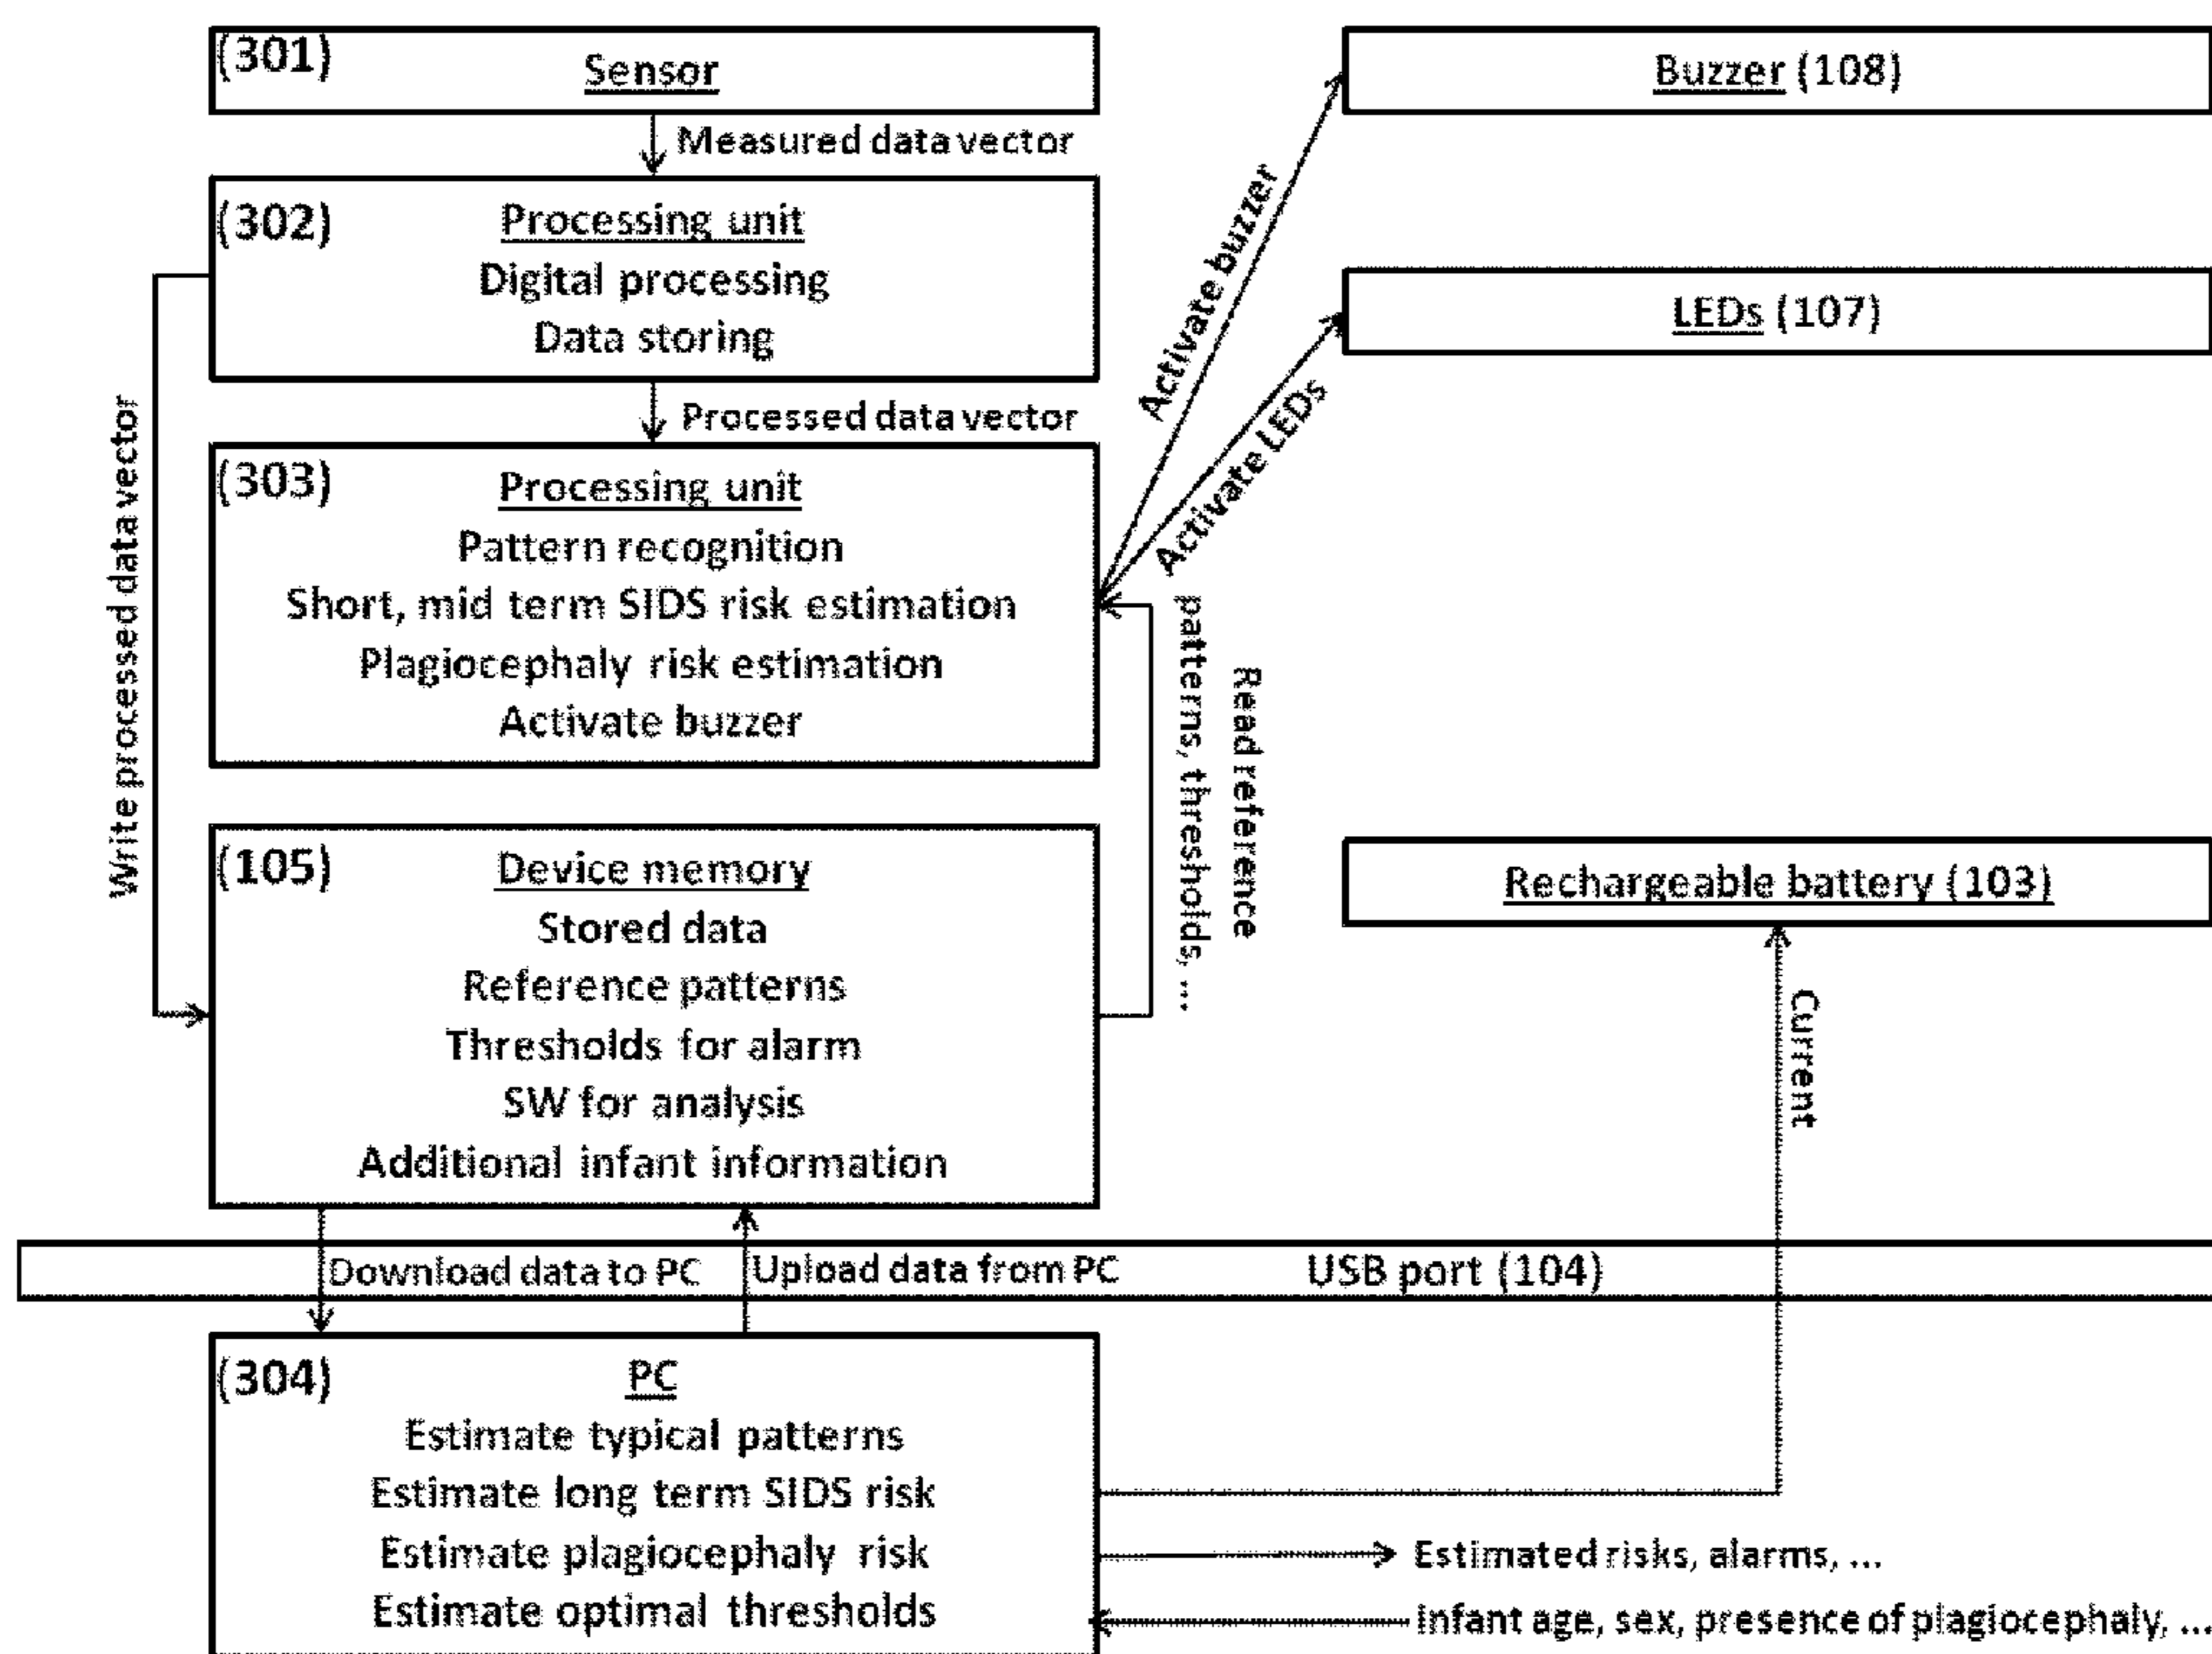 (301)
Sensor
Measured data vector
(302)
Processing unit
Digital processing
Data storing
Processed data vector
(303)
Processing unit
Pattern recognition
Short, mid term SIDS risk estimation
Plagiocephaly risk estimation
Activate buzzer
Write processed data vector
(105)
Device memory
Stored data
Reference patterns
Thresholds for alarm
SW for analysis
Additional infant information
Buzzer (108)
Activate buzzer
LEDs (107)
Activate LEDs
Read reference
patterns, thresholds, ...
Rechargeable battery (103)
Current
Download data to PC
Upload data from PC
USB port (104)
(304)
PC
Estimate typical patterns
Estimate long term SIDS risk
Estimate plagiocephaly risk
Estimate optimal thresholds
Estimated risks, alarms, ...
Infant age, sex, presence of plagiocephaly, ...